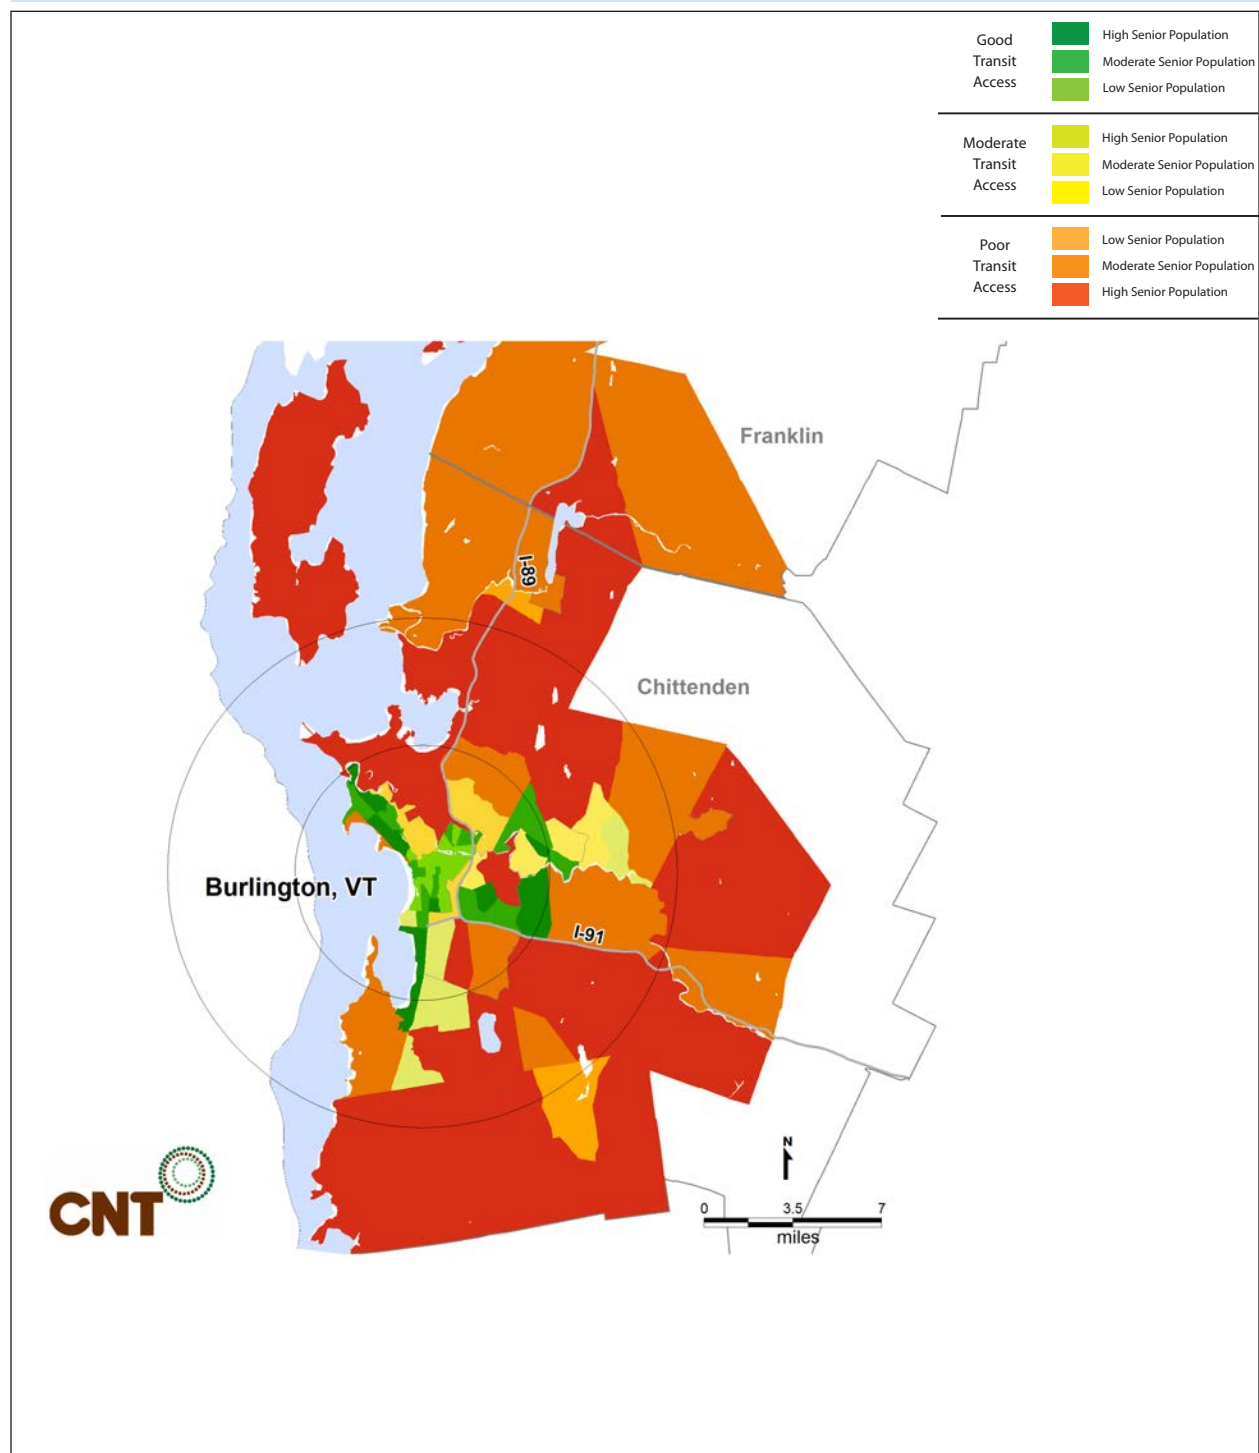 Good
Transit
Access
High Senior Population
Moderate Senior Population
Low Senior Population
Moderate
Transit
Access
High Senior Population
Moderate Senior Population
Low Senior Population
Poor
Transit
Access
Low Senior Population
Moderate Senior Population
High Senior Population
Franklin
I-89
Chittenden
Burlington, VT
I-91
CNT
N
0 3.5 7
miles